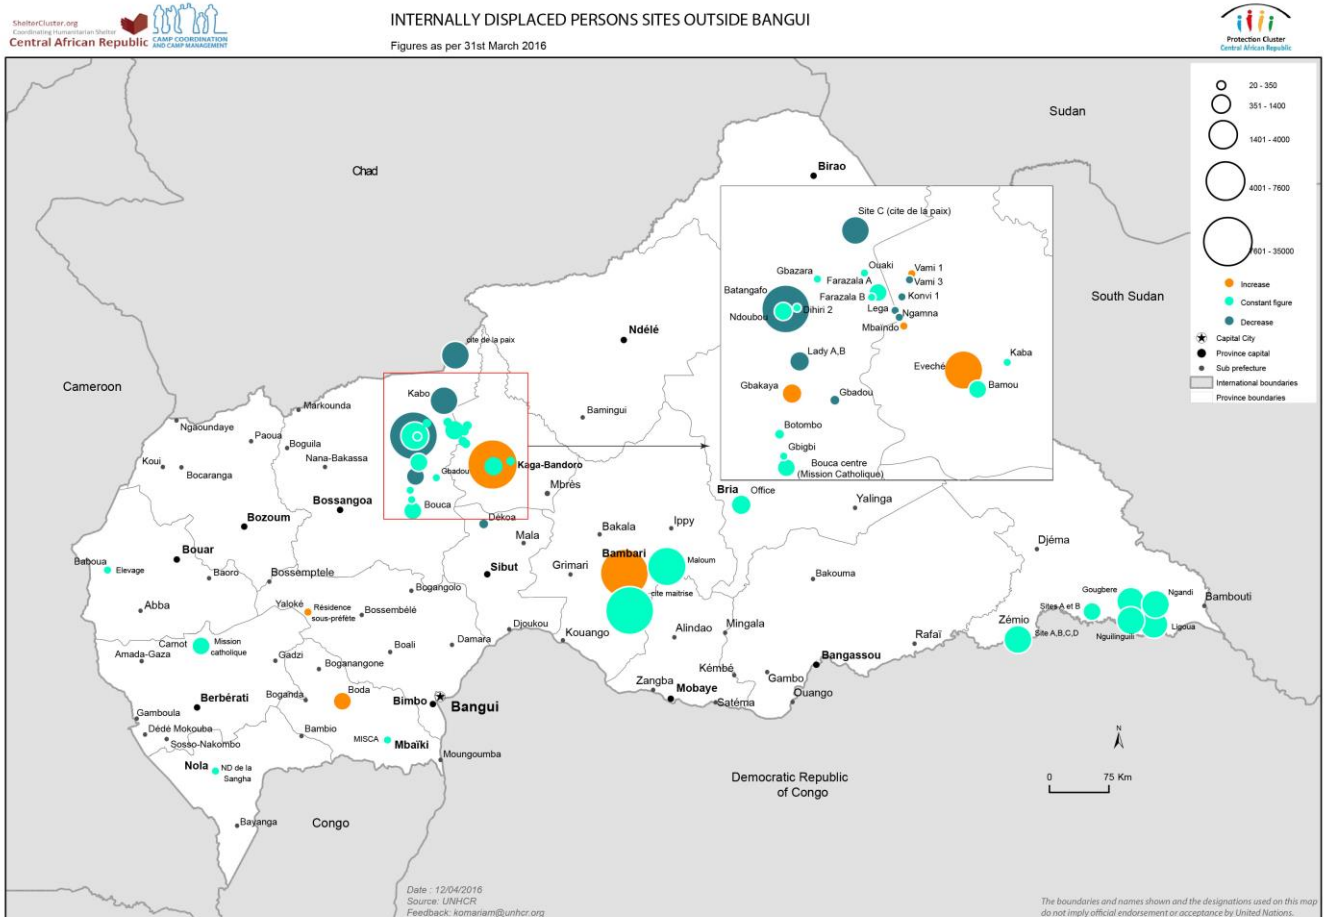 ShelterCluster.org
Coordinating Humanitarian Shelter
Central African Republic
CAMP COORDINATION
AND CAMP MANAGEMENT
INTERNALLY DISPLACED PERSONS SITES OUTSIDE BANGUI
Figures as per 31st March 2016
Protection Cluster
Central African Republic
20 - 350
351 - 1400
1401 - 4000
4001 - 7600
7601 - 35000
Increase
Constant figure
Decrease
Capital City
Province capital
Sub prefecture
International boundaries
Province boundaries
Sudan
Chad
South Sudan
Cameroon
Democratic Republic
of Congo
Congo
Birao
Site C (cite de la paix)
Ouaki
Vami 1
Gbazara
Farazala A
Vami 3
Batangafo
Farazala B
Konvi 1
Ndoubou
Dihiri 2
Lega
Ngamna
Mbaindo
Lady A,B
Kaba
Eveché
Gbakaya
Bamou
Gbadou
Botombo
Gbigbi
Bouca centre
(Mission Catholique)
Ndélé
cite de la paix
Kabo
Markounda
Bamingui
Ngaoundaye
Paoua
Boguila
Koui
Bocaranga
Nana-Bakassa
Gbadou
Kaga-Bandoro
Mbrès
Bossangoa
Bouca
Bria
Office
Yalinga
Bozoum
Dékoa
Bakala
Ippy
Mala
Djéma
Bouar
Bambari
Maloum
Baboua
Elevage
Baoro
Bossemptele
Sibut
Grimari
Bakouma
Bogangolo
cite maitrise
Gougbere
Ngandi
Bambouti
Abba
Yaloké
Résidence
sous-préfète
Bossembélé
Sites A et B
Djoukou
Zémio
Site A,B,C,D
Nguilinguili
Ligoua
Carnot
Mission
catholique
Damara
Kouango
Alindao
Mingala
Rafaï
Amada-Gaza
Gadzi
Boali
Boganangone
Kémbé
Bangassou
Zangba
Gambo
Berbérati
Boganda
Boda
Bimbo
Bangui
Mobaye
Satéma
Ouango
Gamboula
Dédé Mokouba
Sosso-Nakombo
Bambio
MISCA
Mbaïki
Moungoumba
Nola
ND de la
Sangha
Bayanga
N
0 75 Km
Date : 12/04/2016
Source: UNHCR
Feedback: komariam@unhcr.org
The boundaries and names shown and the designations used on this map
do not imply official endorsement or acceptance by United Nations.